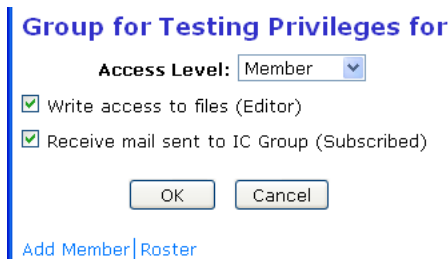 Group for Testing Privileges for
Access Level: Member
Write access to files (Editor)
Receive mail sent to IC Group (Subscribed)
OK Cancel
Add Member|Roster